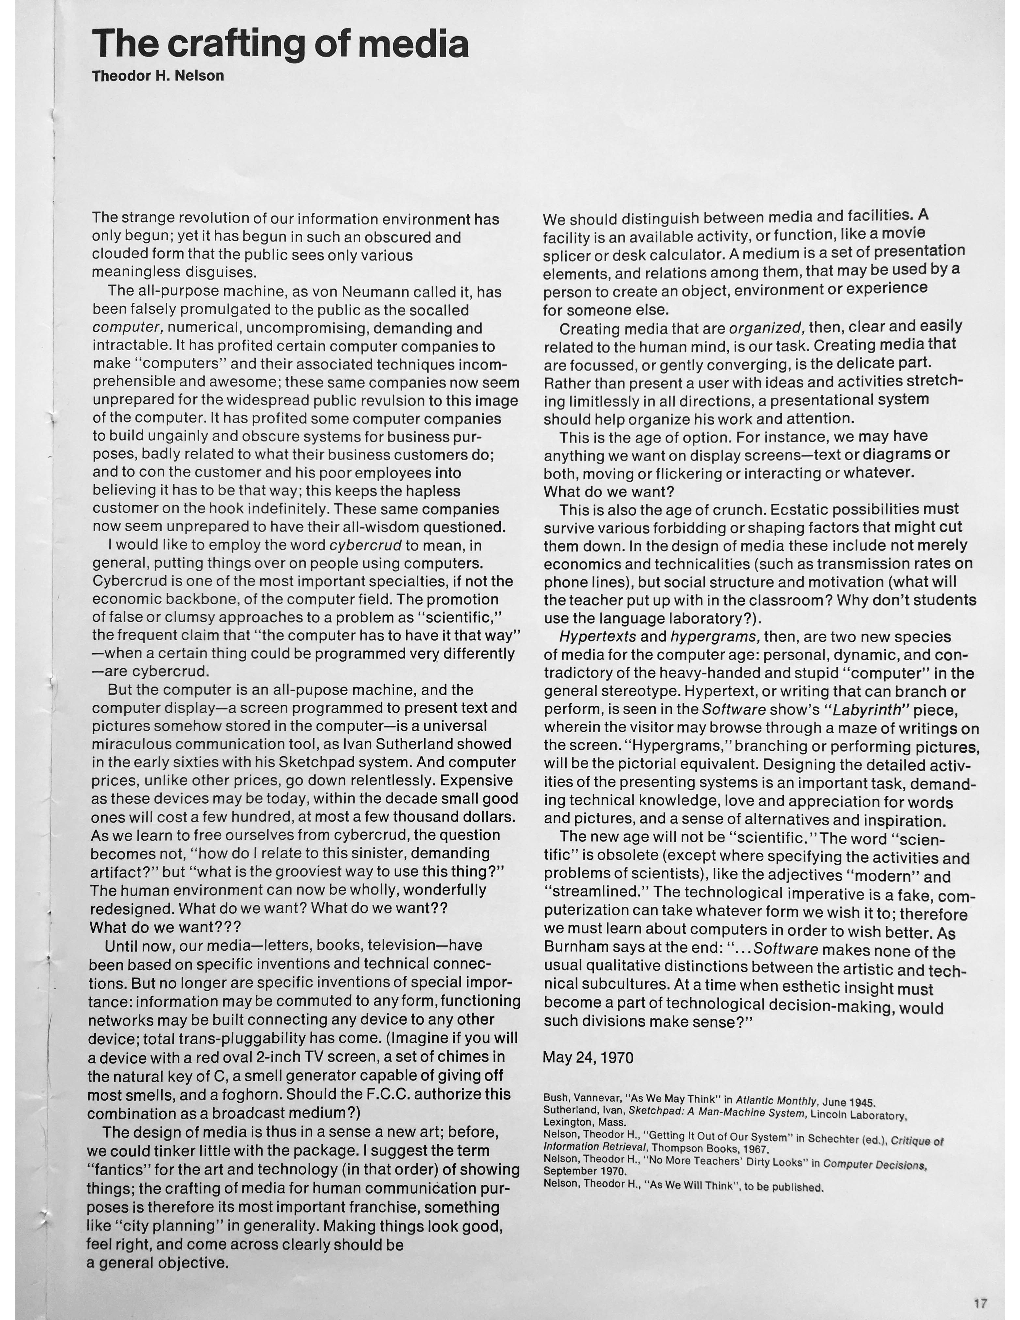 The crafting of media
Theodor H. Nelson
The strange revolution of our information environment has
only begun; yet it has begun in such an obscured and
clouded form that the public sees only various
meaningless disguises.
The all-purpose machine, as von Neumann called it, has
been falsely promulgated to the public as the socalled
computer, numerical, uncompromising, demanding and
intractable. It has profited certain computer companies to
make "computers" and their associated techniques incom-
prehensible and awesome; these same companies now seem
unprepared for the widespread public revulsion to this image
of the computer. It has profited some computer companies
to build ungainly and obscure systems for business pur-
poses, badly related to what their business customers do;
and to con the customer and his poor employees into
believing it has to be that way; this keeps the hapless
customer on the hook indefinitely. These same companies
now seem unprepared to have their all-wisdom questioned.
I would like to employ the word cybercrud to mean, in
general, putting things over on people using computers.
Cybercrud is one of the most important specialties, if not the
economic backbone, of the computer field. The promotion
of false or clumsy approaches to a problem as "scientific,"
the frequent claim that "the computer has to have it that way"
—when a certain thing could be programmed very differently
—are cybercrud.
But the computer is an all-pupose machine, and the
computer display—a screen programmed to present text and
pictures somehow stored in the computer—is a universal
miraculous communication tool, as Ivan Sutherland showed
in the early sixties with his Sketchpad system. And computer
prices, unlike other prices, go down relentlessly. Expensive
as these devices may be today, within the decade small good
ones will cost a few hundred, at most a few thousand dollars.
As we learn to free ourselves from cybercrud, the question
becomes not, "how do I relate to this sinister, demanding
artifact?" but "what is the grooviest way to use this thing?"
The human environment can now be wholly, wonderfully
redesigned. What do we want? What do we want??
What do we want???
Until now, our media—letters, books, television—have
been based on specific inventions and technical connec-
tions. But no longer are specific inventions of special impor-
tance: information may be commuted to any form, functioning
networks may be built connecting any device to any other
device; total trans-pluggability has come. (Imagine if you will
a device with a red oval 2-inch TV screen, a set of chimes in
the natural key of C, a smell generator capable of giving off
most smells, and a foghorn. Should the F.C.C. authorize this
combination as a broadcast medium?)
The design of media is thus in a sense a new art; before,
we could tinker little with the package. I suggest the term
"fantics" for the art and technology (in that order) of showing
things; the crafting of media for human communication pur-
poses is therefore its most important franchise, something
like "city planning" in generality. Making things look good,
feel right, and come across clearly should be
a general objective.
We should distinguish between media and facilities. A
facility is an available activity, or function, like a movie
splicer or desk calculator. A medium is a set of presentation
elements, and relations among them, that may be used by a
person to create an object, environment or experience
for someone else.
Creating media that are organized, then, clear and easily
related to the human mind, is our task. Creating media that
are focussed, or gently converging, is the delicate part.
Rather than present a user with ideas and activities stretch-
ing limitlessly in all directions, a presentational system
should help organize his work and attention.
This is the age of option. For instance, we may have
anything we want on display screens—text or diagrams or
both, moving or flickering or interacting or whatever.
What do we want?
This is also the age of crunch. Ecstatic possibilities must
survive various forbidding or shaping factors that might cut
them down. In the design of media these include not merely
economics and technicalities (such as transmission rates on
phone lines), but social structure and motivation (what will
the teacher put up with in the classroom? Why don't students
use the language laboratory?).
Hypertexts and hypergrams, then, are two new species
of media for the computer age: personal, dynamic, and con-
tradictory of the heavy-handed and stupid "computer" in the
general stereotype. Hypertext, or writing that can branch or
perform, is seen in the Software show's "Labyrinth" piece,
wherein the visitor may browse through a maze of writings on
the screen. "Hypergrams," branching or performing pictures,
will be the pictorial equivalent. Designing the detailed activ-
ities of the presenting systems is an important task, demand-
ing technical knowledge, love and appreciation for words
and pictures, and a sense of alternatives and inspiration.
The new age will not be "scientific." The word "scien-
tific" is obsolete (except where specifying the activities and
problems of scientists), like the adjectives "modern" and
"streamlined." The technological imperative is a fake, com-
puterization can take whatever form we wish it to; therefore
we must learn about computers in order to wish better. As
Burnham says at the end: "...Software makes none of the
usual qualitative distinctions between the artistic and tech-
nical subcultures. At a time when esthetic insight must
become a part of technological decision-making, would
such divisions make sense?"
May 24, 1970
Bush, Vannevar, "As We May Think" in Atlantic Monthly, June 1945.
Sutherland, Ivan, Sketchpad: A Man-Machine System, Lincoln Laboratory,
Lexington, Mass.
Nelson, Theodor H., "Getting It Out of Our System" in Schechter (ed.), Critique of
Information Retrieval, Thompson Books, 1967.
Nelson, Theodor H., "No More Teachers' Dirty Looks" in Computer Decisions,
September 1970.
Nelson, Theodor H., "As We Will Think", to be published.
17